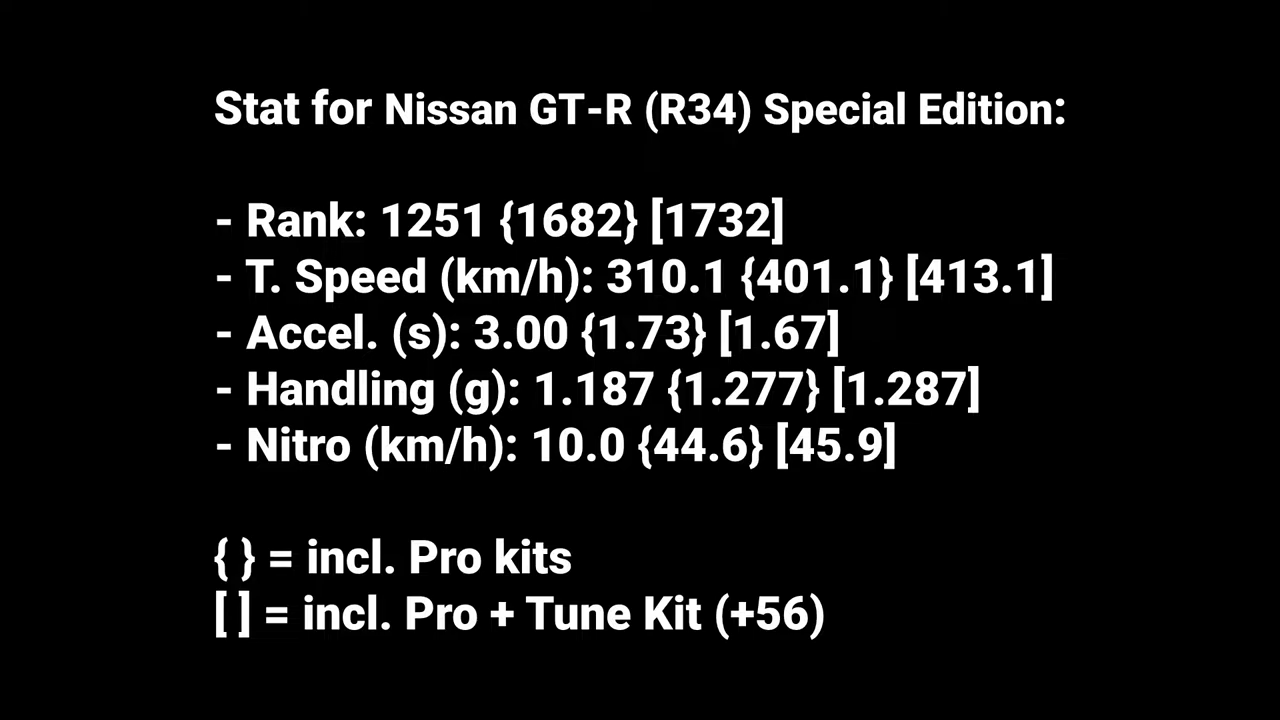 Stat for Nissan GT-R (R34) Special Edition:
- Rank: 1251 {1682} [1732]
- T. Speed (km/h): 310.1 {401.1} [413.1]
- Accel. (s): 3.00 {1.73} [1.67]
- Handling (g): 1.187 {1.277} [1.287]
- Nitro (km/h): 10.0 {44.6} [45.9]
{ } = incl. Pro kits
[ ] = incl. Pro + Tune Kit (+56)